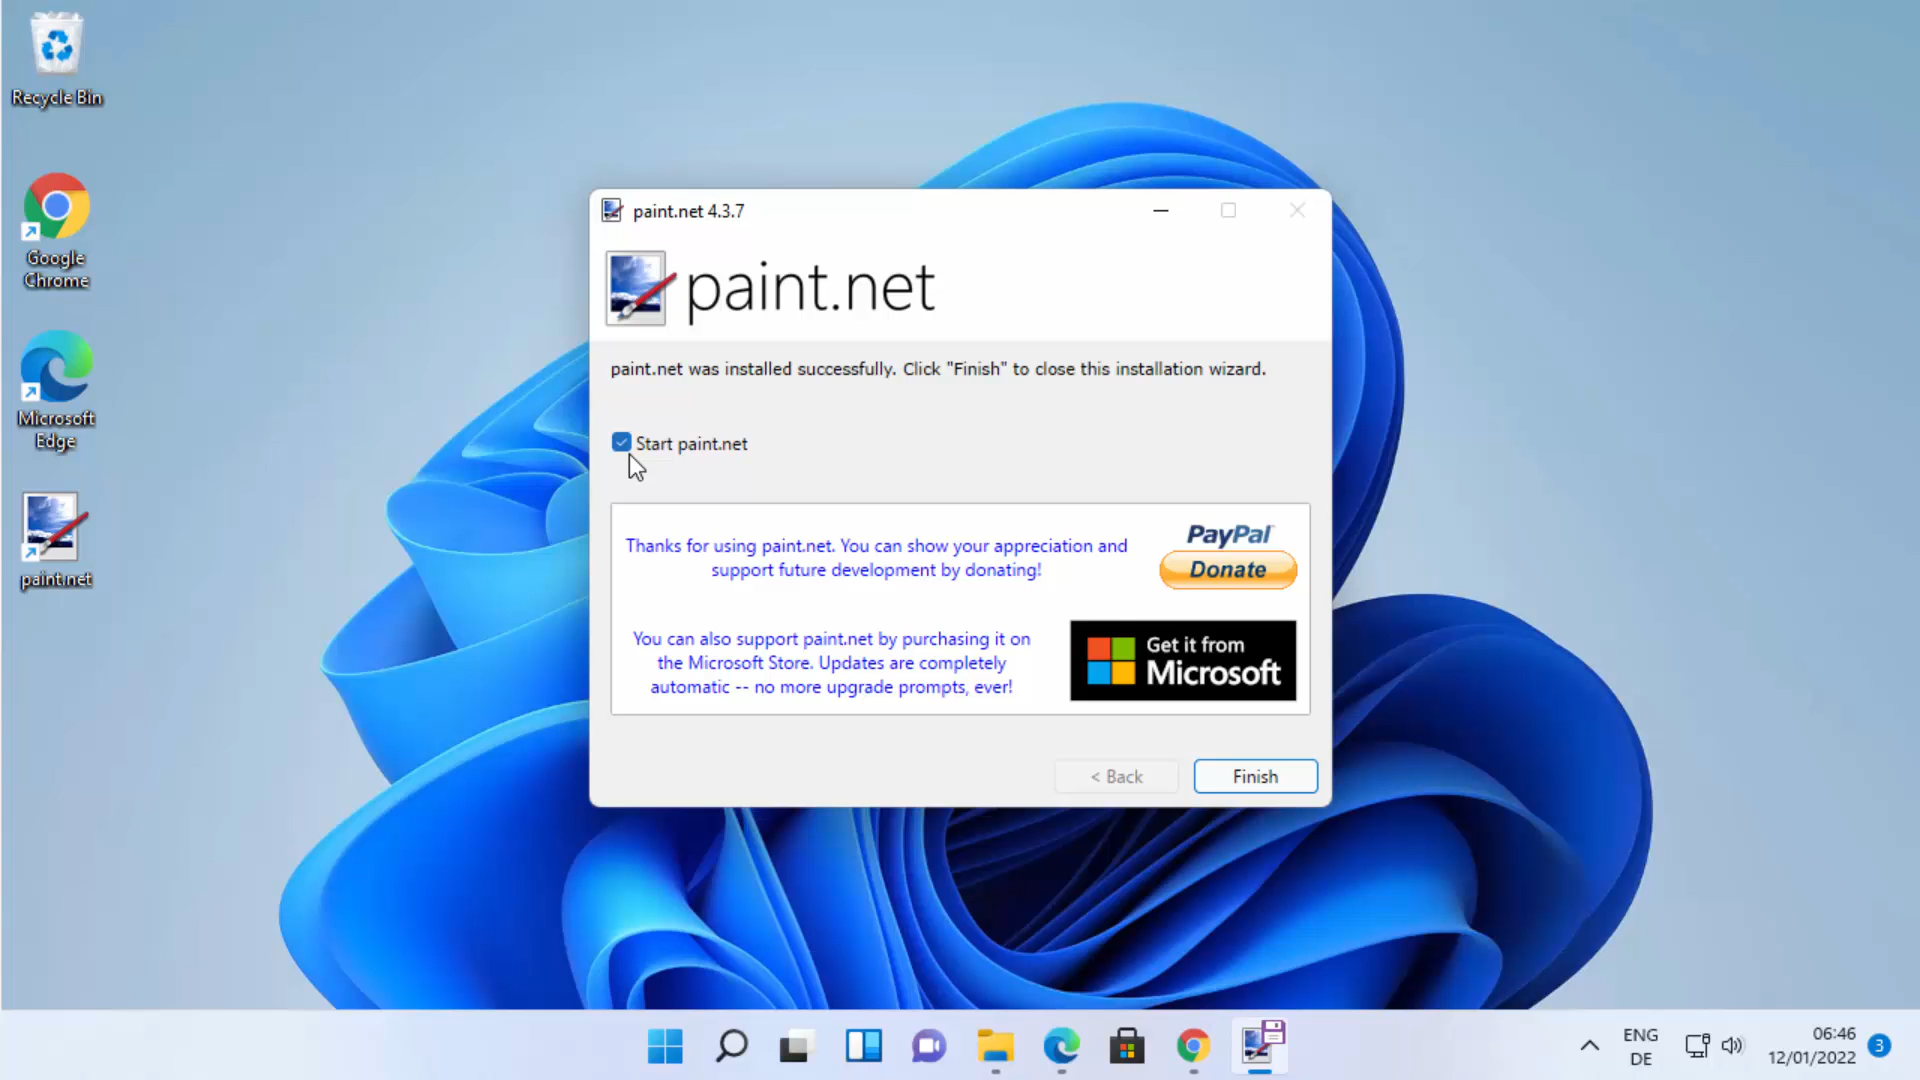 Recycle Bin
Google
Chrome
Microsoft
Edge
paint.net
paint.net 4.3.7
paint.net
paint.net was installed successfully. Click "Finish" to close this installation wizard.
Start paint.net
Thanks for using paint.net. You can show your appreciation and
support future development by donating!
PayPal
Donate
You can also support paint.net by purchasing it on
the Microsoft Store. Updates are completely
automatic -- no more upgrade prompts, ever!
Get it from
Microsoft
< Back
Finish
ENG
DE
06:46
12/01/2022
3